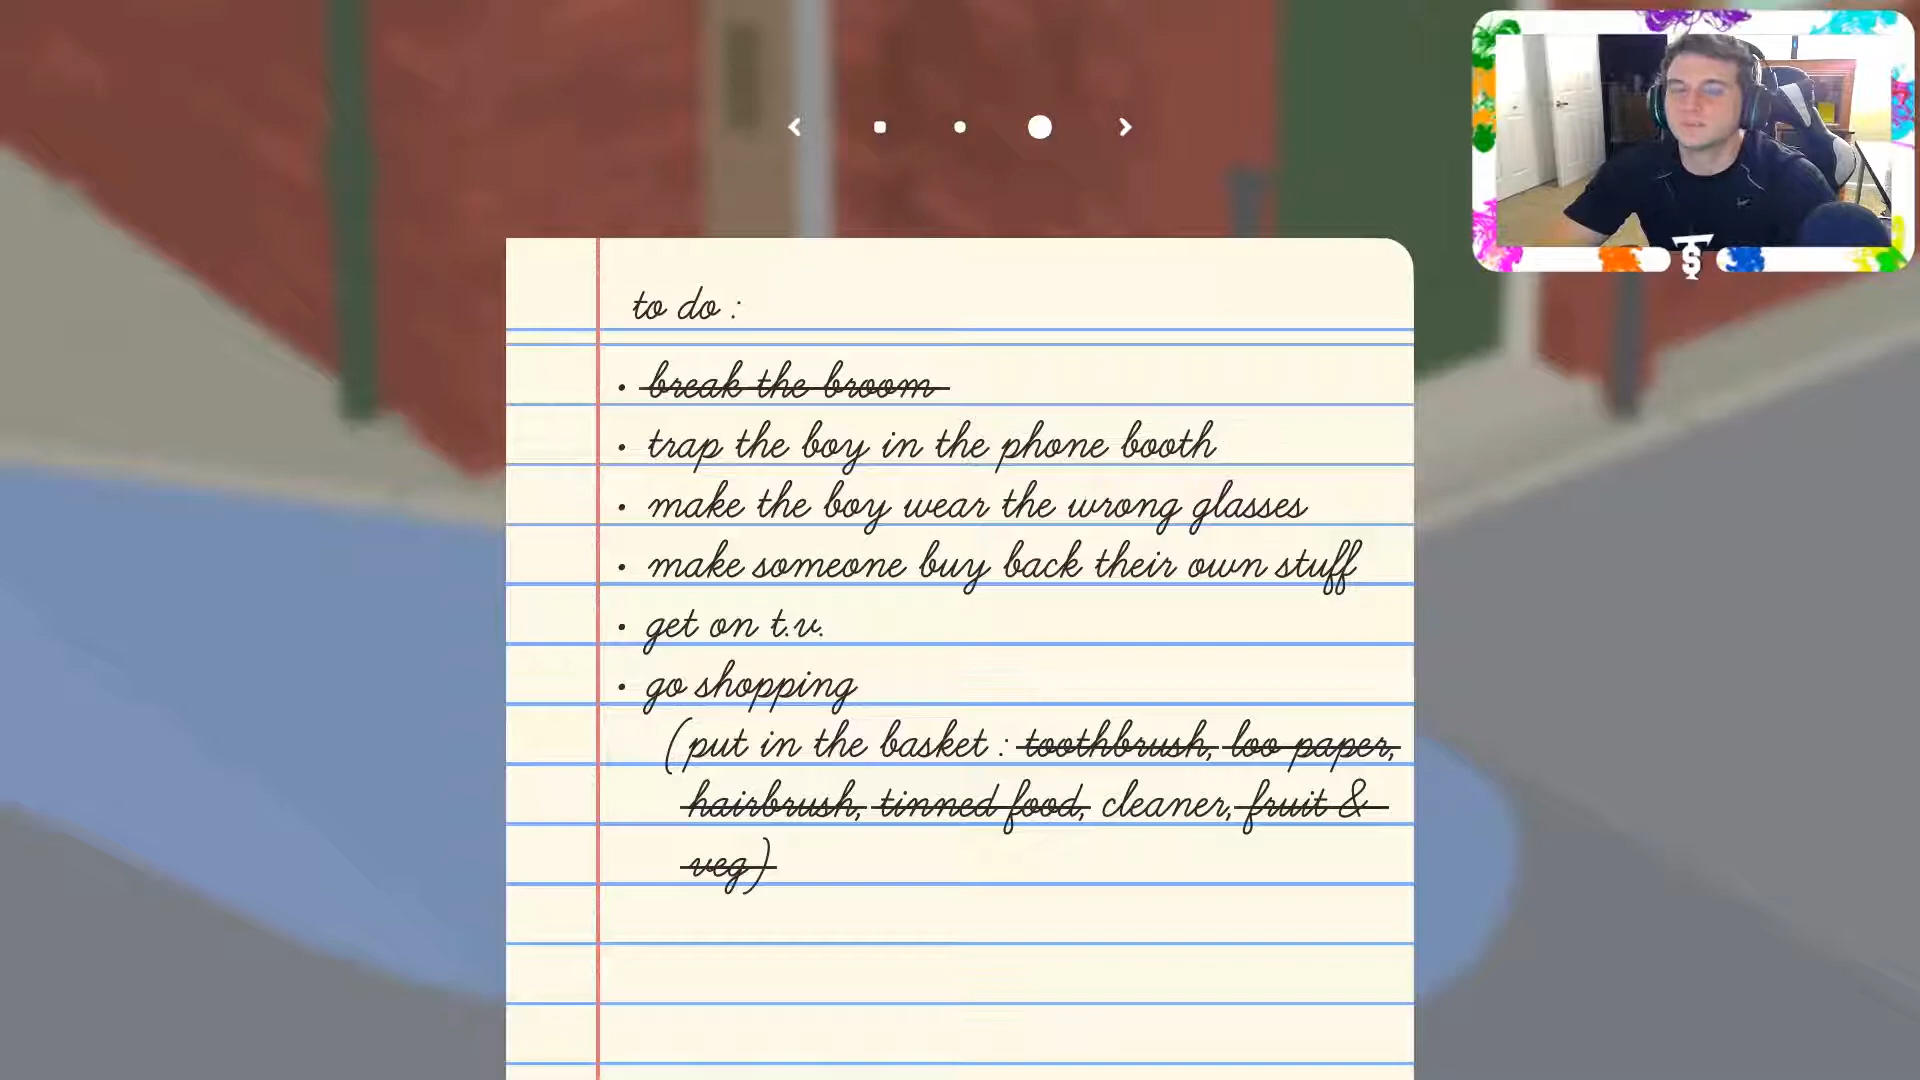 to do :
• break the broom
• trap the boy in the phone booth
• make the boy wear the wrong glasses
• make someone buy back their own stuff
• get on t.v.
• go shopping
(put in the basket : toothbrush, loo paper,
hairbrush, tinned food, cleaner, fruit &
veg)